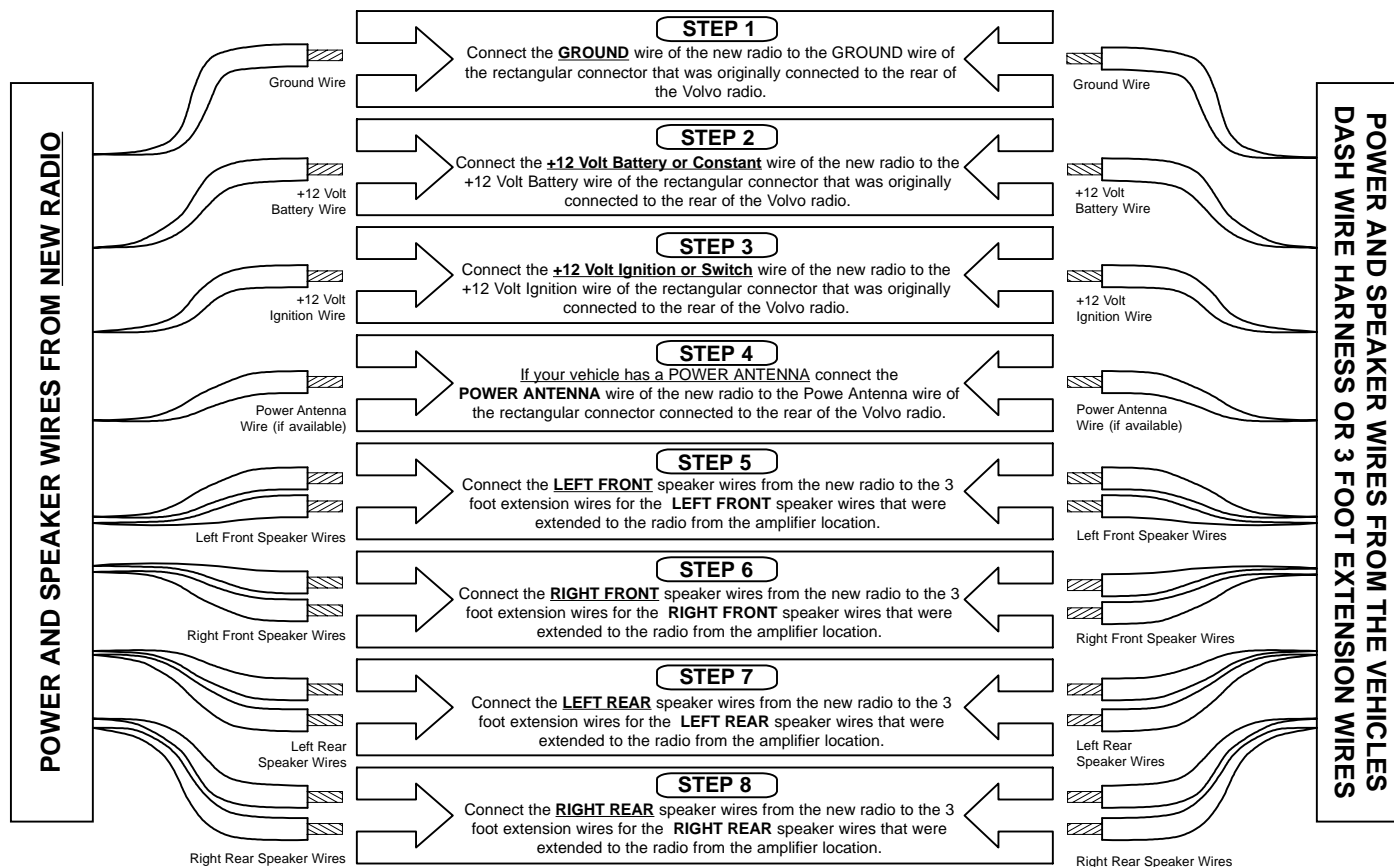 POWER AND SPEAKER WIRES FROM NEW RADIO
STEP 1
Connect the GROUND wire of the new radio to the GROUND wire of
the rectangular connector that was originally connected to the rear of
the Volvo radio.
Ground Wire
Ground Wire
STEP 2
Connect the +12 Volt Battery or Constant wire of the new radio to the
+12 Volt Battery wire of the rectangular connector that was originally
connected to the rear of the Volvo radio.
+12 Volt
Battery Wire
+12 Volt
Battery Wire
STEP 3
Connect the +12 Volt Ignition or Switch wire of the new radio to the
+12 Volt Ignition wire of the rectangular connector that was originally
connected to the rear of the Volvo radio.
+12 Volt
Ignition Wire
+12 Volt
Ignition Wire
STEP 4
If your vehicle has a POWER ANTENNA connect the
POWER ANTENNA wire of the new radio to the Powe Antenna wire of
the rectangular connector connected to the rear of the Volvo radio.
Power Antenna
Wire (if available)
Power Antenna
Wire (if available)
STEP 5
Connect the LEFT FRONT speaker wires from the new radio to the 3
foot extension wires for the LEFT FRONT speaker wires that were
extended to the radio from the amplifier location.
Left Front Speaker Wires
Left Front Speaker Wires
STEP 6
Connect the RIGHT FRONT speaker wires from the new radio to the 3
foot extension wires for the RIGHT FRONT speaker wires that were
extended to the radio from the amplifier location.
Right Front Speaker Wires
Right Front Speaker Wires
STEP 7
Connect the LEFT REAR speaker wires from the new radio to the 3
foot extension wires for the LEFT REAR speaker wires that were
extended to the radio from the amplifier location.
Left Rear
Speaker Wires
Left Rear
Speaker Wires
STEP 8
Connect the RIGHT REAR speaker wires from the new radio to the 3
foot extension wires for the RIGHT REAR speaker wires that were
extended to the radio from the amplifier location.
Right Rear Speaker Wires
Right Rear Speaker Wires
POWER AND SPEAKER WIRES FROM THE VEHICLES
DASH WIRE HARNESS OR 3 FOOT EXTENSION WIRES